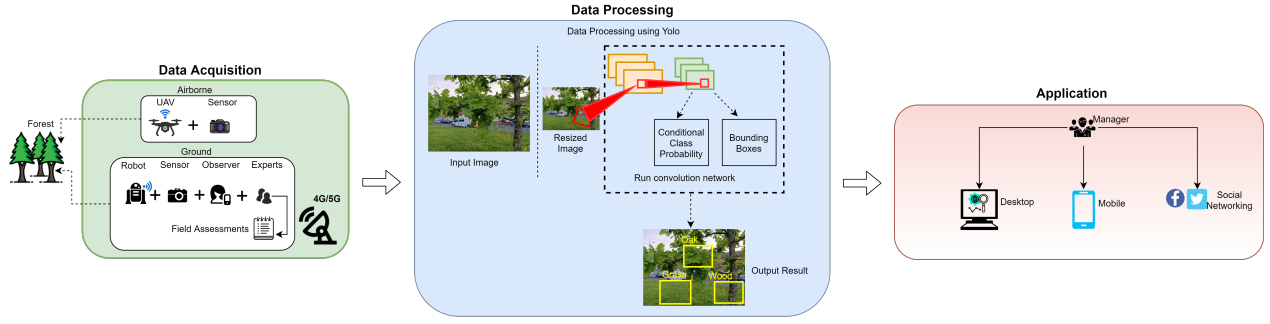 Data Acquisition
Airborne
UAV
Sensor
Forest
Ground
Robot
Sensor
Observer
Experts
4G/5G
Field Assessments
Data Processing
Data Processing using Yolo
Input Image
Resized
Image
Conditional
Class
Probability
Bounding
Boxes
Run convolution network
Oak
Grass
Wood
Output Result
Application
Manager
Desktop
Mobile
Social
Networking